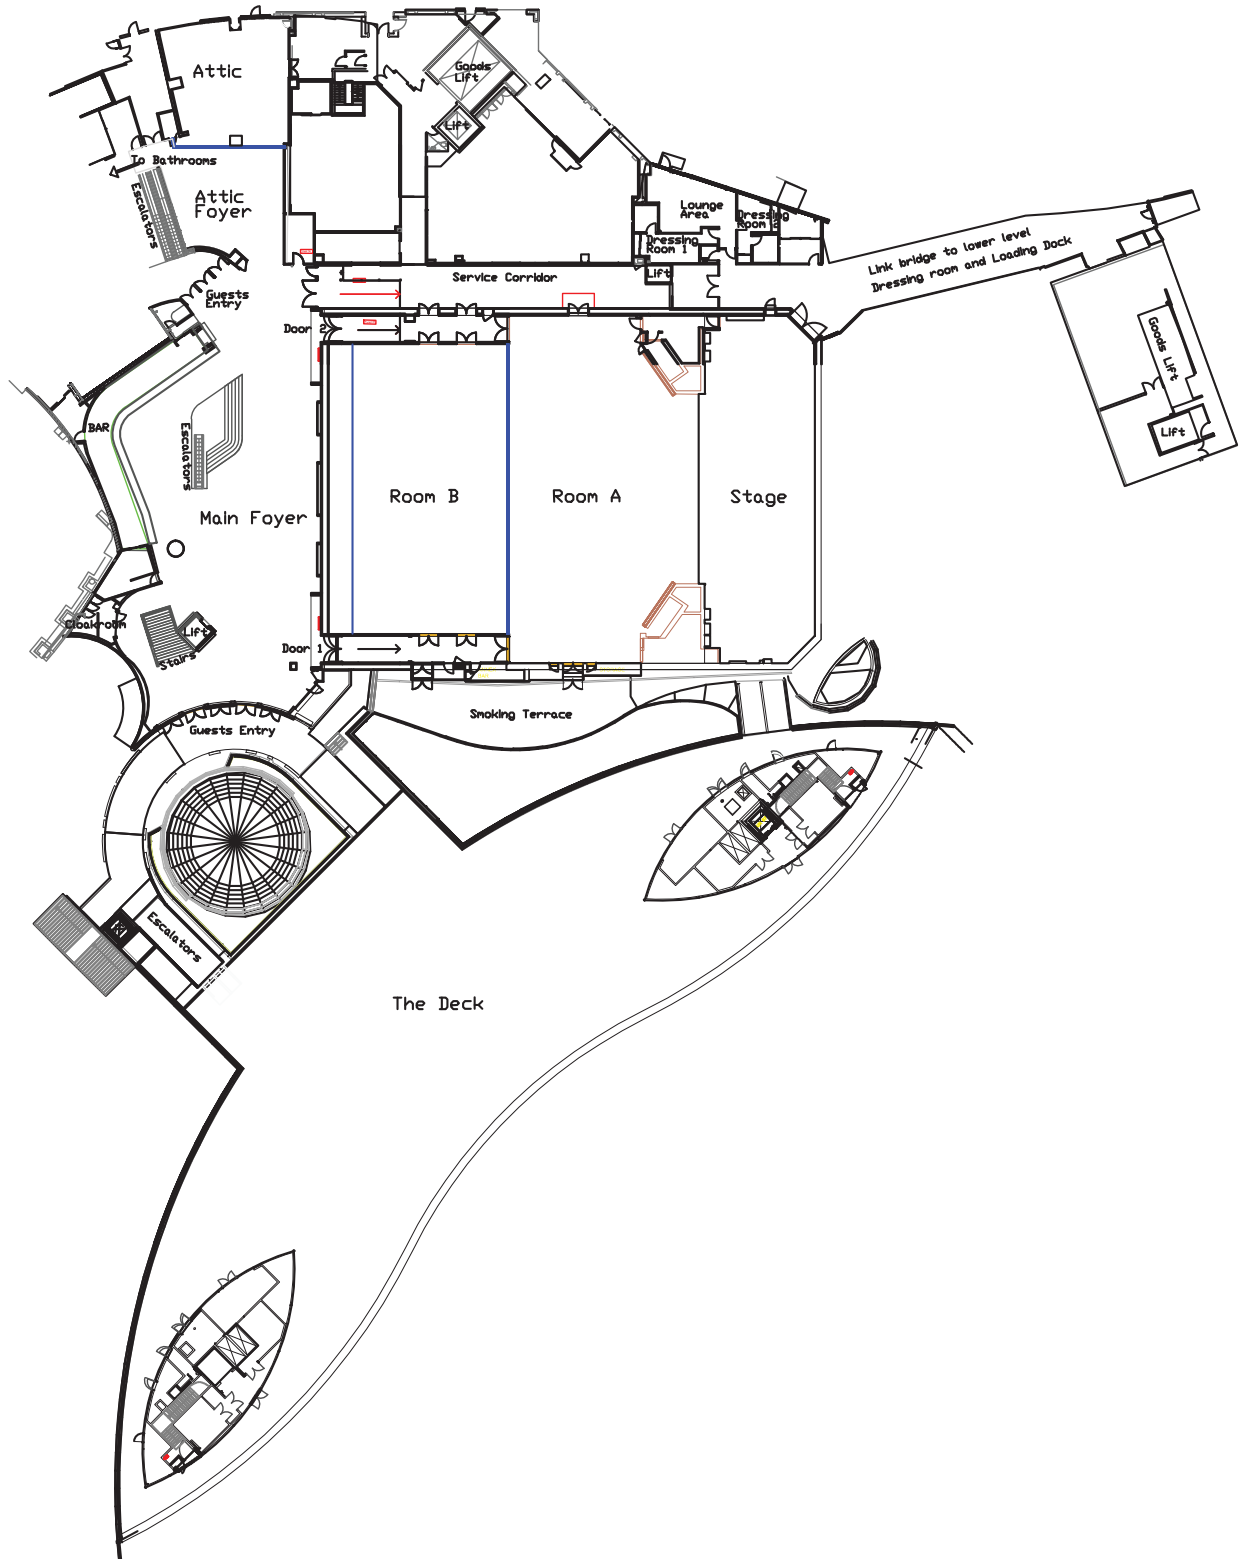 Attic
Goods
Lift
Lift
To Bathrooms
Escalators
Attic
Foyer
Lounge
Area
Dressing
Room 2
Dressing
Room 1
Link bridge to lower level
Dressing room and Loading Dock
Service Corridor
Lift
Guests
Entry
Door 2
Goods Lift
Lift
BAR
Escalators
Room B
Room A
Stage
Main Foyer
Cloakroom
Lift
Stairs
Door 1
Smoking Terrace
Guests Entry
Escalators
The Deck